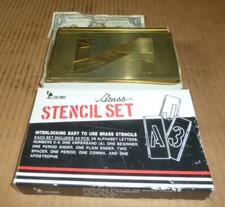 Brass
STENCIL SET
INTERLOCKING EASY TO USE BRASS STENCILS
EACH SET INCLUDES 45 PCS: 26 ALPHABET LETTERS,
NUMBERS 0-9, ONE AMPERSAND (&), ONE BEGINNER,
ONE PERIOD ENDER, ONE PLAIN ENDER, TWO
SPACER, ONE PERIOD, ONE COMMA, AND ONE
APOSTROPHE.
J
A 3